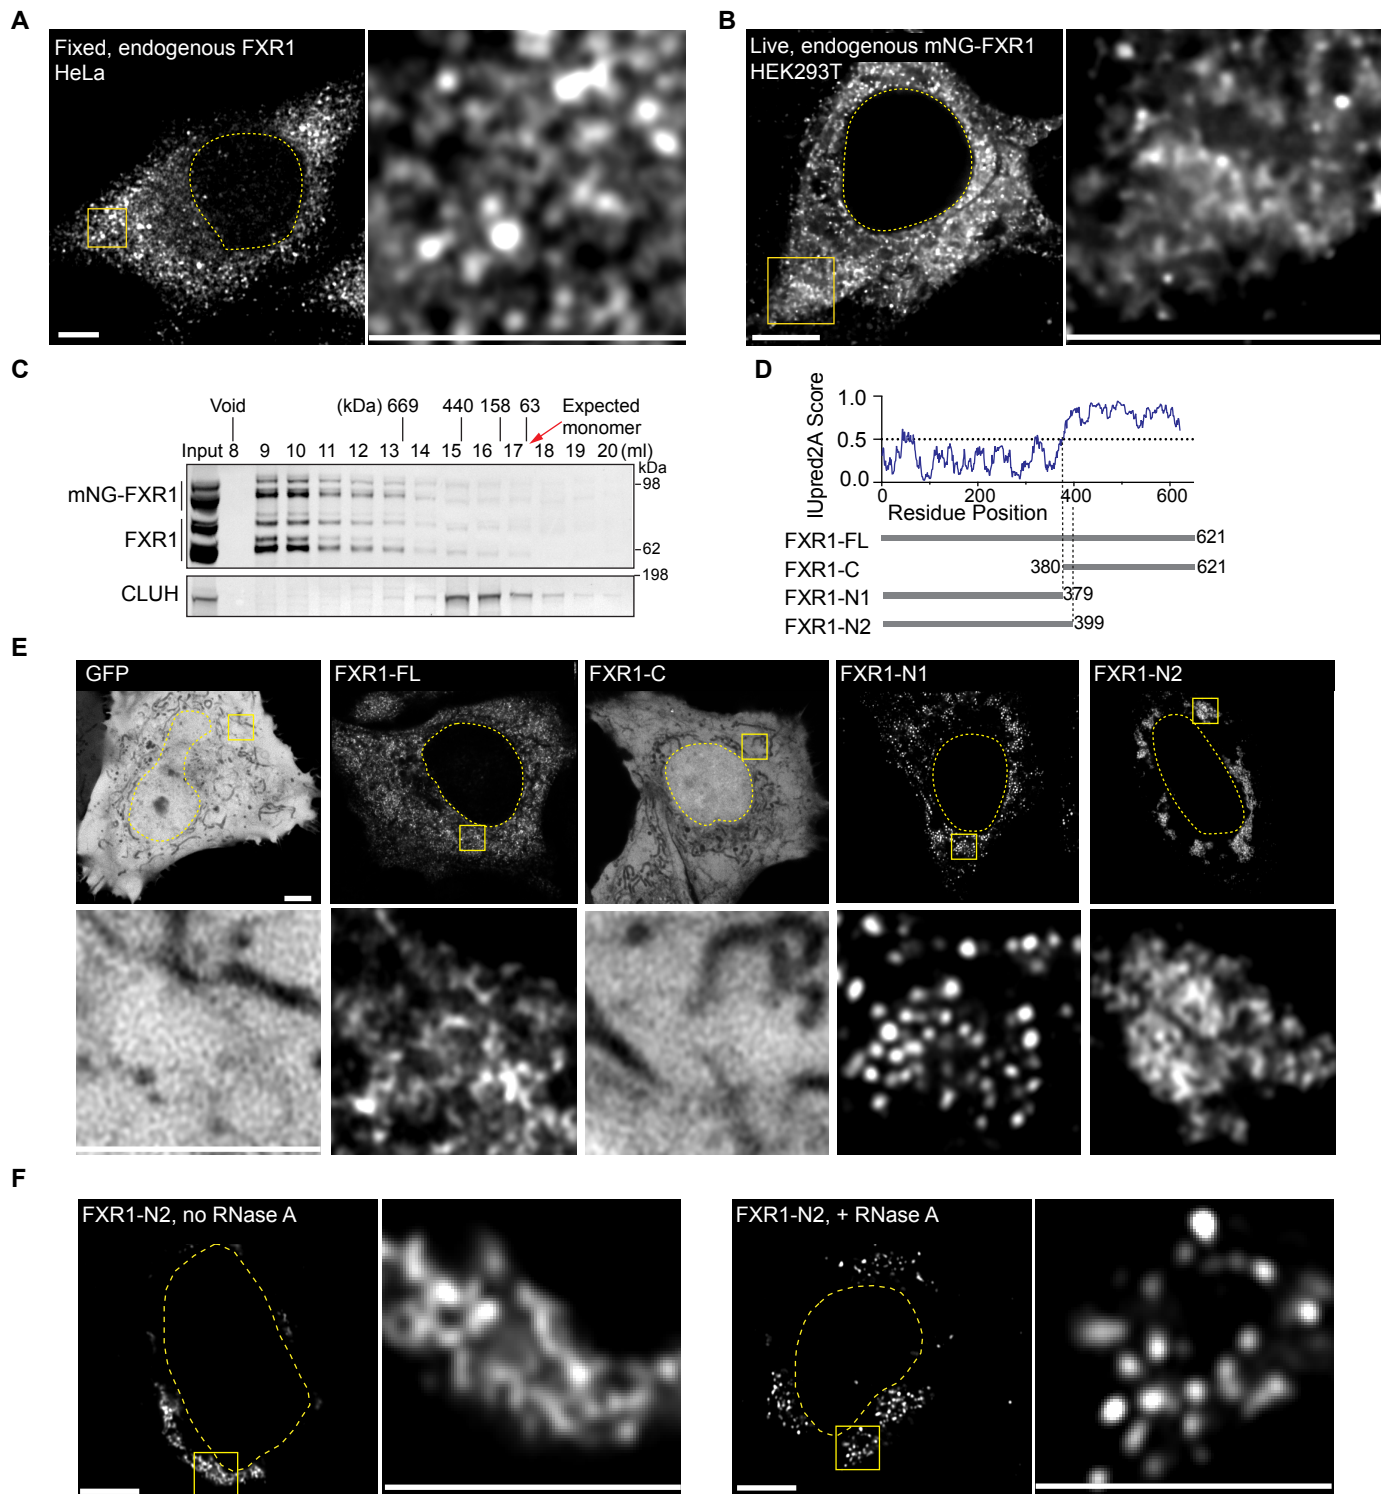 A
Fixed, endogenous FXR1
HeLa
B
Live, endogenous mNG-FXR1
HEK293T
C
Void
(kDa) 669
440
158
63
Expected
monomer
Input 8 9 10 11 12 13 14 15 16 17 18 19 20 (ml)
kDa
mNG-FXR1
98
FXR1
62
198
CLUH
D
IUpred2A Score
1.0
0.5
0.0
0 200 400 600
Residue Position
FXR1-FL 621
FXR1-C 380 621
FXR1-N1 379
FXR1-N2 399
E
GFP
FXR1-FL
FXR1-C
FXR1-N1
FXR1-N2
F
FXR1-N2, no RNase A
FXR1-N2, + RNase A